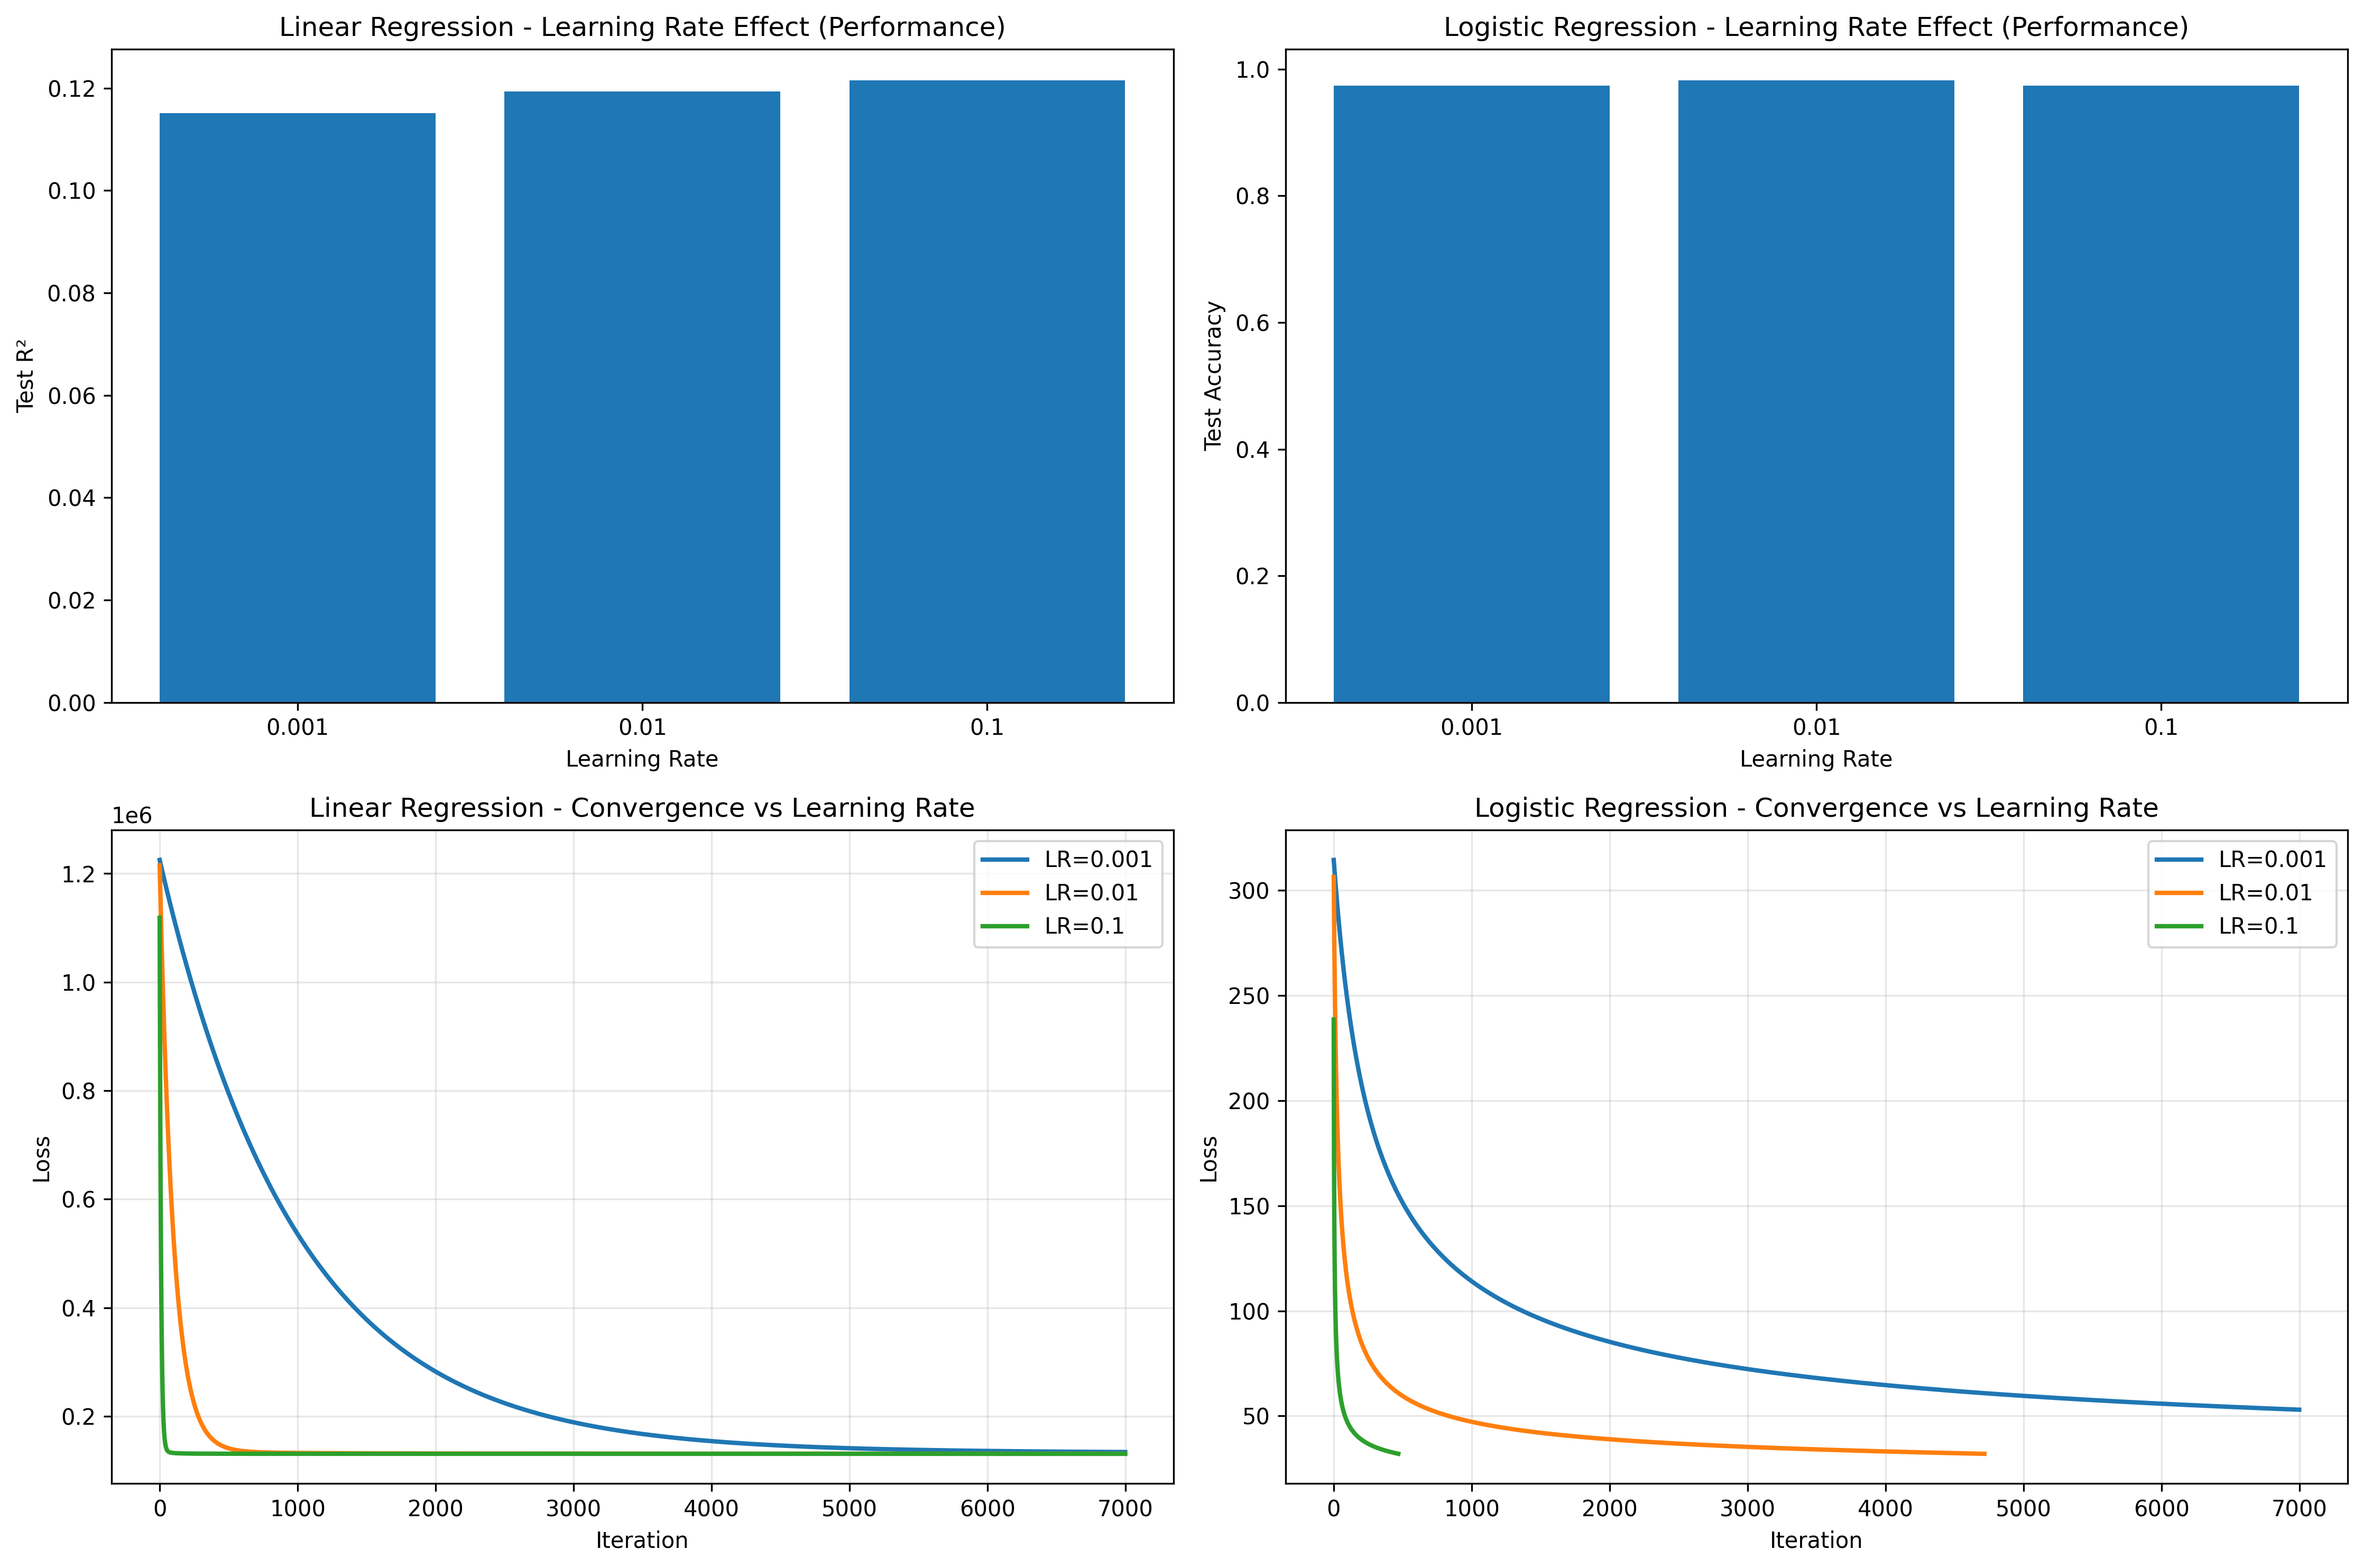 Linear Regression - Learning Rate Effect (Performance)
Test R²
0.12
0.10
0.08
0.06
0.04
0.02
0.00
0.001 0.01 0.1
Learning Rate
Logistic Regression - Learning Rate Effect (Performance)
Test Accuracy
1.0
0.8
0.6
0.4
0.2
0.0
0.001 0.01 0.1
Learning Rate
Linear Regression - Convergence vs Learning Rate
1e6
Loss
1.2
1.0
0.8
0.6
0.4
0.2
LR=0.001
LR=0.01
LR=0.1
0 1000 2000 3000 4000 5000 6000 7000
Iteration
Logistic Regression - Convergence vs Learning Rate
Loss
300
250
200
150
100
50
LR=0.001
LR=0.01
LR=0.1
0 1000 2000 3000 4000 5000 6000 7000
Iteration